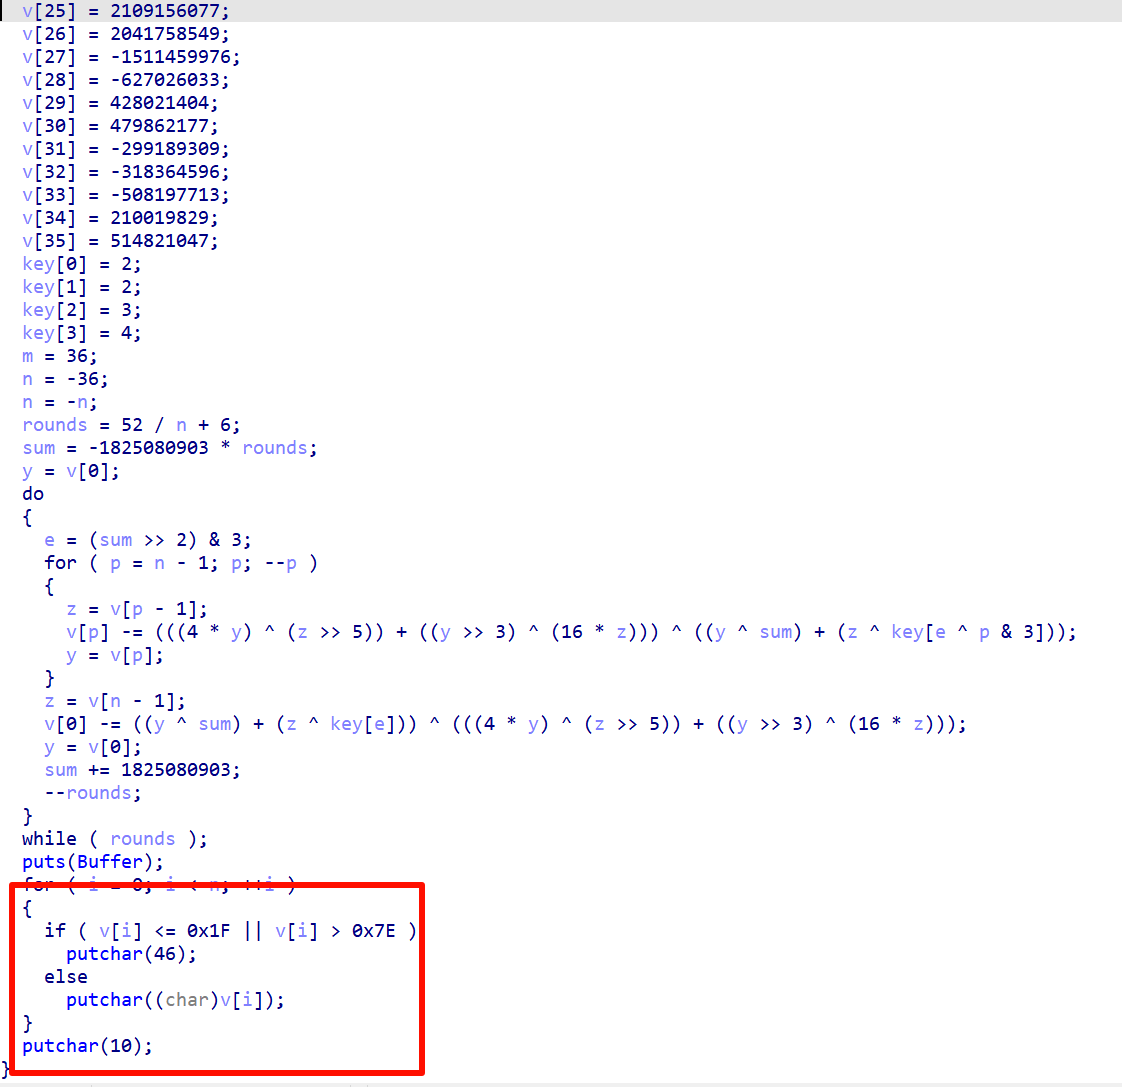 v[25] = 2109156077;
v[26] = 2041758549;
v[27] = -1511459976;
v[28] = -627026033;
v[29] = 428021404;
v[30] = 479862177;
v[31] = -299189309;
v[32] = -318364596;
v[33] = -508197713;
v[34] = 210019829;
v[35] = 514821047;
key[0] = 2;
key[1] = 2;
key[2] = 3;
key[3] = 4;
m = 36;
n = -36;
n = -n;
rounds = 52 / n + 6;
sum = -1825080903 * rounds;
y = v[0];
do
{
e = (sum >> 2) & 3;
for ( p = n - 1; p; --p )
{
z = v[p - 1];
v[p] -= (((4 * y) ^ (z >> 5)) + ((y >> 3) ^ (16 * z))) ^ ((y ^ sum) + (z ^ key[e ^ p & 3]));
y = v[p];
}
z = v[n - 1];
v[0] -= ((y ^ sum) + (z ^ key[e])) ^ (((4 * y) ^ (z >> 5)) + ((y >> 3) ^ (16 * z)));
y = v[0];
sum += 1825080903;
--rounds;
}
while ( rounds );
puts(Buffer);
for ( i = 0; i < n; ++i )
{
if ( v[i] <= 0x1F || v[i] > 0x7E )
putchar(46);
else
putchar((char)v[i]);
}
putchar(10);
}